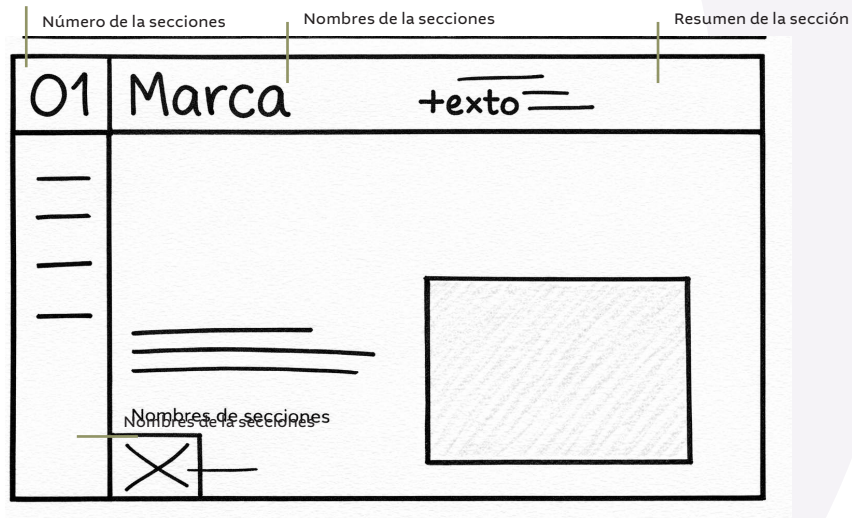 Número de la secciones
Nombres de la secciones
Resumen de la sección
01
Marca
+exto
Nombres de secciones
Nombres de la secciones